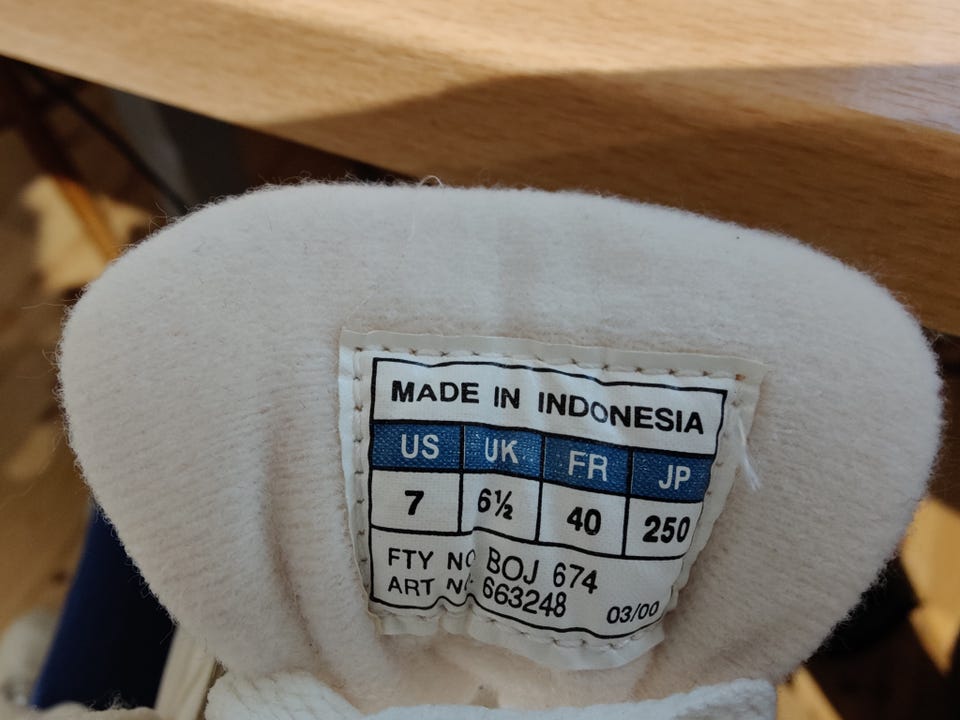 MADE IN INDONESIA
US UK FR JP
7 6½ 40 250
FTY NO BOJ 674
ART NO 663248 03/00